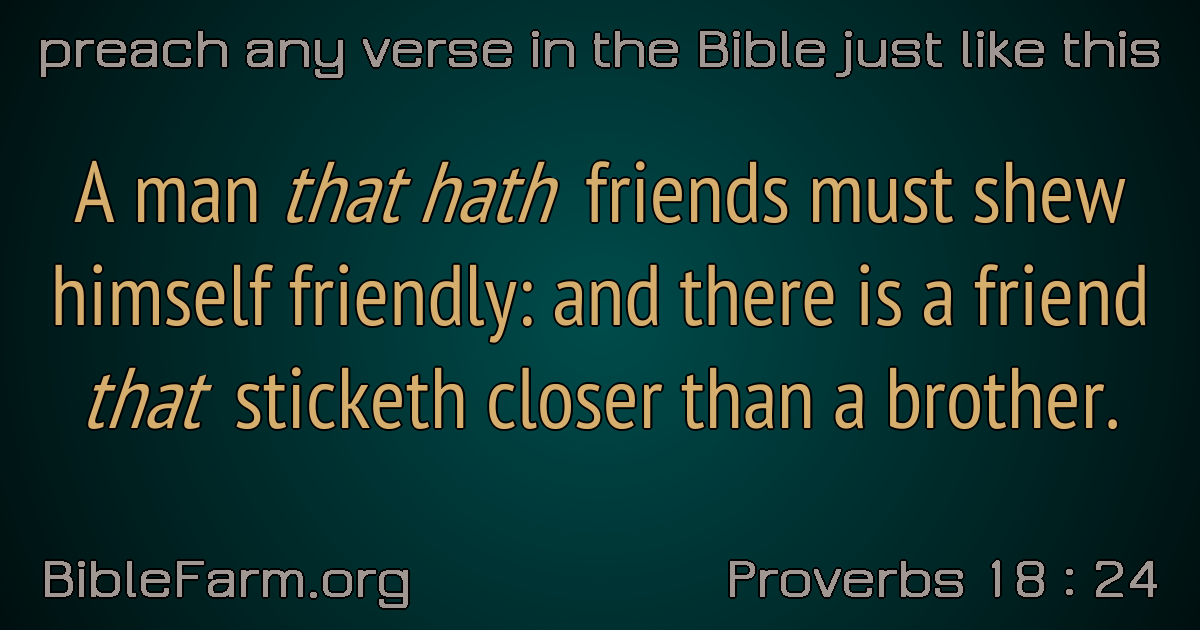 preach any verse in the Bible just like this
A man that hath friends must shew
himself friendly: and there is a friend
that sticketh closer than a brother.
BibleFarm.org
Proverbs 18 : 24